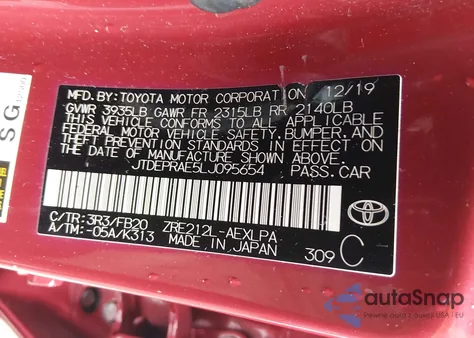 MFD. BY: TOYOTA MOTOR CORPORATION 12/19
GVWR 3935LB GAWR FR 2315LB RR 2140LB
THIS VEHICLE CONFORMS TO ALL APPLICABLE
FEDERAL MOTOR VEHICLE SAFETY, BUMPER, AND
THEFT PREVENTION STANDARDS IN EFFECT ON
THE DATE OF MANUFACTURE SHOWN ABOVE.
JTDEPRAE5LJ095654 PASS.CAR
C/TR: 3R3/FB20 ZRE212L-AEXLPA
A/TM: -05A/K313 MADE IN JAPAN
309 C
TOYOTA
SG
autoSnap